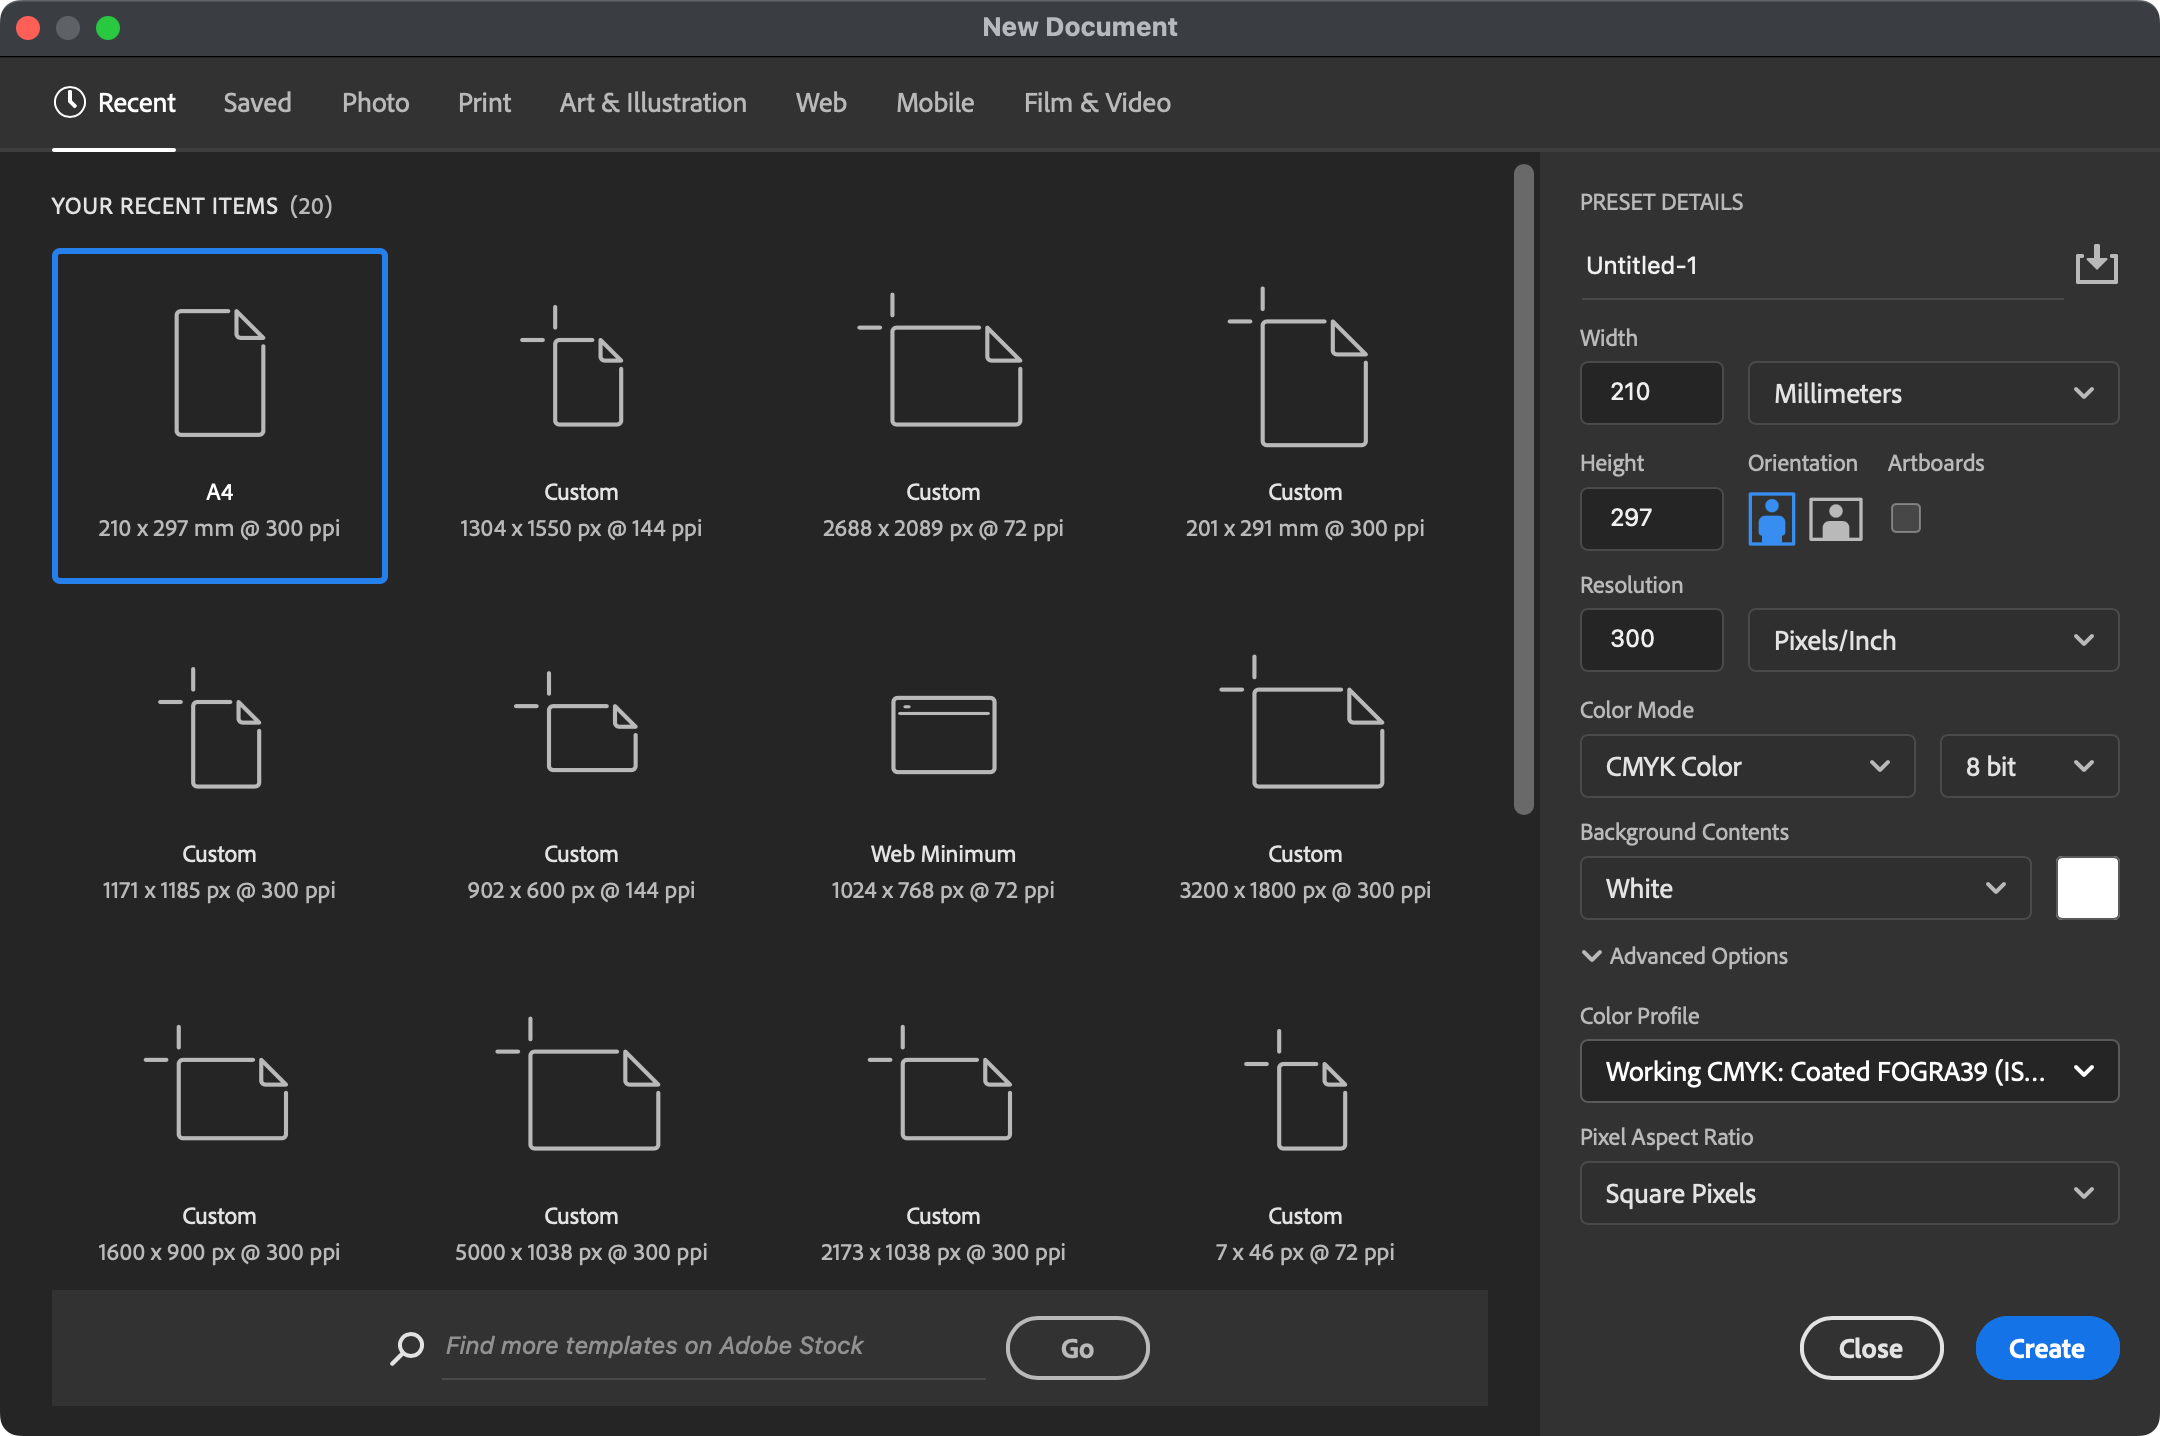 New Document
Recent Saved Photo Print Art & Illustration Web Mobile Film & Video
YOUR RECENT ITEMS (20)
A4
210 x 297 mm @ 300 ppi
Custom
1304 x 1550 px @ 144 ppi
Custom
2688 x 2089 px @ 72 ppi
Custom
201 x 291 mm @ 300 ppi
Custom
1171 x 1185 px @ 300 ppi
Custom
902 x 600 px @ 144 ppi
Web Minimum
1024 x 768 px @ 72 ppi
Custom
3200 x 1800 px @ 300 ppi
Custom
1600 x 900 px @ 300 ppi
Custom
5000 x 1038 px @ 300 ppi
Custom
2173 x 1038 px @ 300 ppi
Custom
7 x 46 px @ 72 ppi
Find more templates on Adobe Stock
Go
PRESET DETAILS
Untitled-1
Width
210 Millimeters
Height Orientation Artboards
297
Resolution
300 Pixels/Inch
Color Mode
CMYK Color 8 bit
Background Contents
White
Advanced Options
Color Profile
Working CMYK: Coated FOGRA39 (IS...
Pixel Aspect Ratio
Square Pixels
Close Create